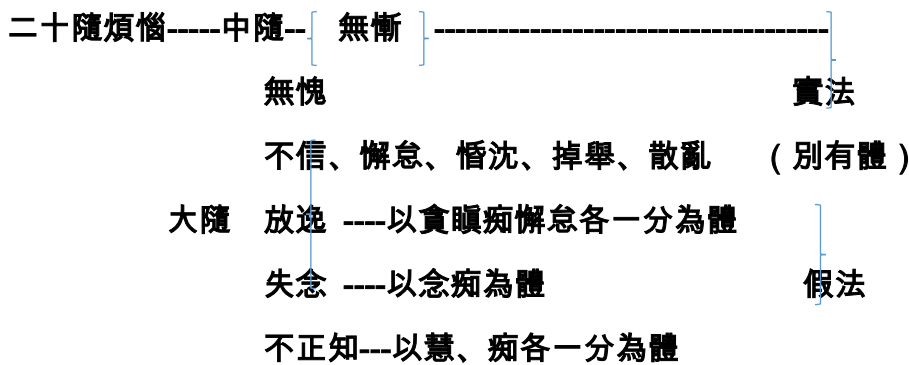 二十隨煩惱-----中隨-- 無慚 -------------------------------------
無愧 實法
不信、懈怠、惛沈、掉舉、散亂 （別有體）
大隨 放逸 ----以貪瞋痴懈怠各一分為體
失念 ----以念痴為體 假法
不正知---以慧、痴各一分為體